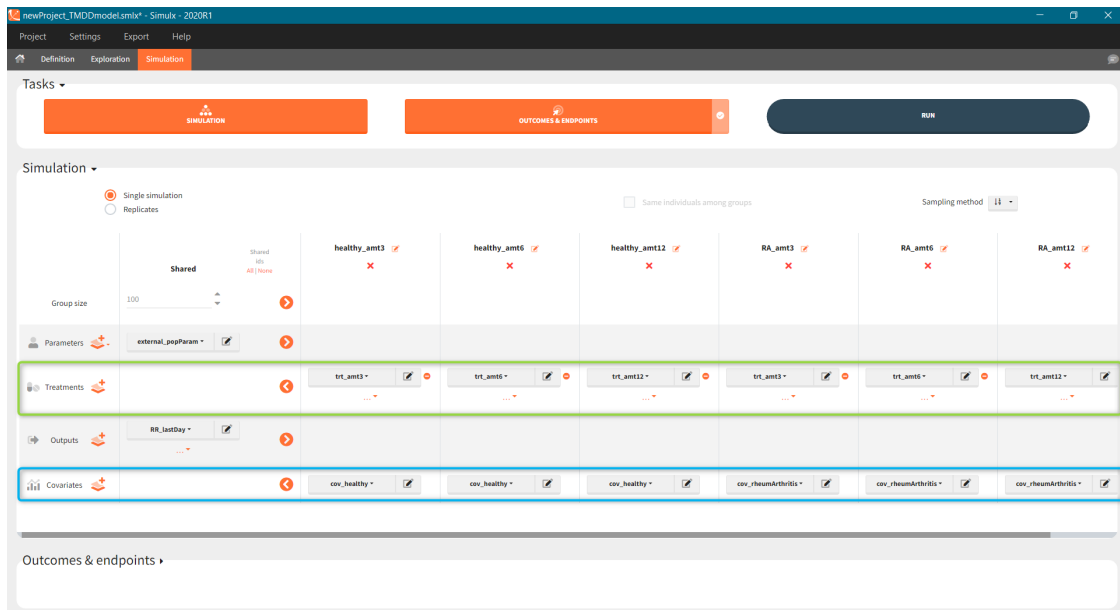 newProject_TMDDmodel.smlx* - Simulx - 2020R1
Project Settings Export Help
Definition Exploration Simulation
Tasks
SIMULATION
OUTCOMES & ENDPOINTS
RUN
Simulation
Single simulation
Replicates
Same individuals among groups
Sampling method
Shared
Shared
ids
All | None
healthy_amt3
healthy_amt6
healthy_amt12
RA_amt3
RA_amt6
RA_amt12
Group size 100
Parameters external_popParam
Treatments trt_amt3 trt_amt6 trt_amt12 trt_amt3 trt_amt6 trt_amt12
... ... ... ... ... ...
Outputs RR_lastDay
...
Covariates cov_healthy cov_healthy cov_healthy cov_rheumArthritis cov_rheumArthritis cov_rheumArthritis
Outcomes & endpoints